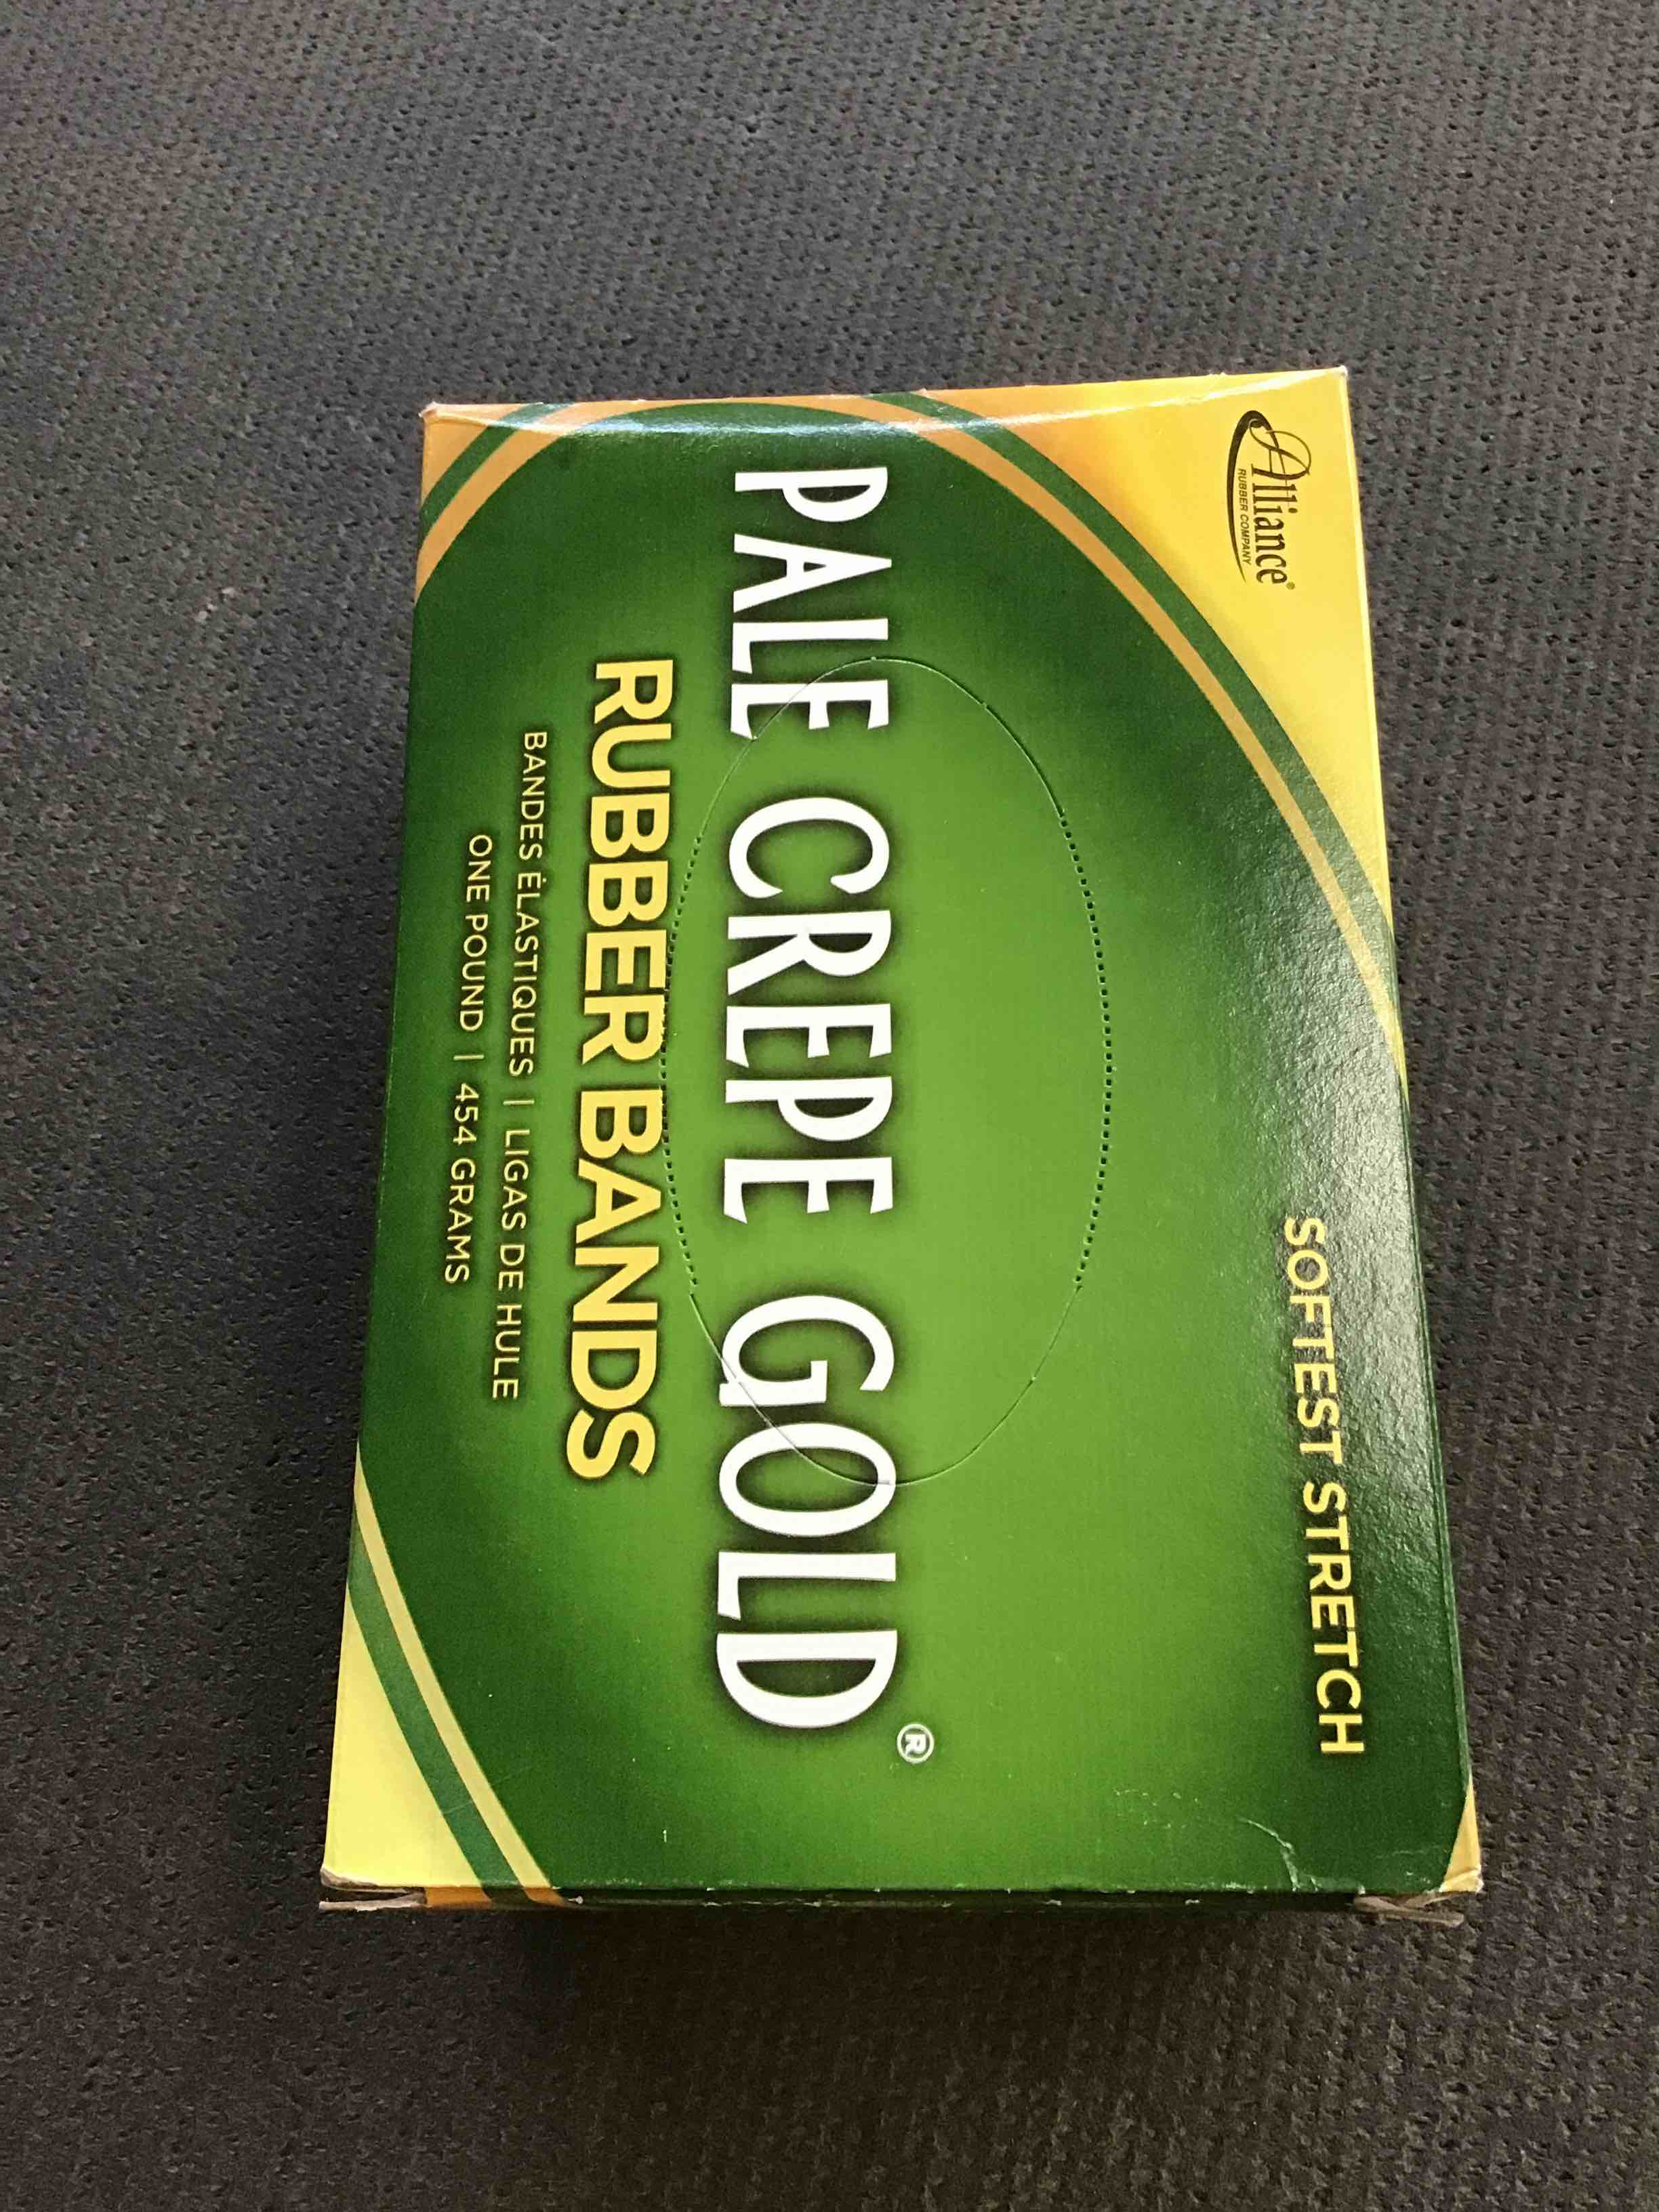 Alliance®
RUBBER COMPANY
SOFTEST STRETCH
PALE CREPE GOLD®
RUBBER BANDS
BANDES ÉLASTIQUES | LIGAS DE HULE
ONE POUND | 454 GRAMS